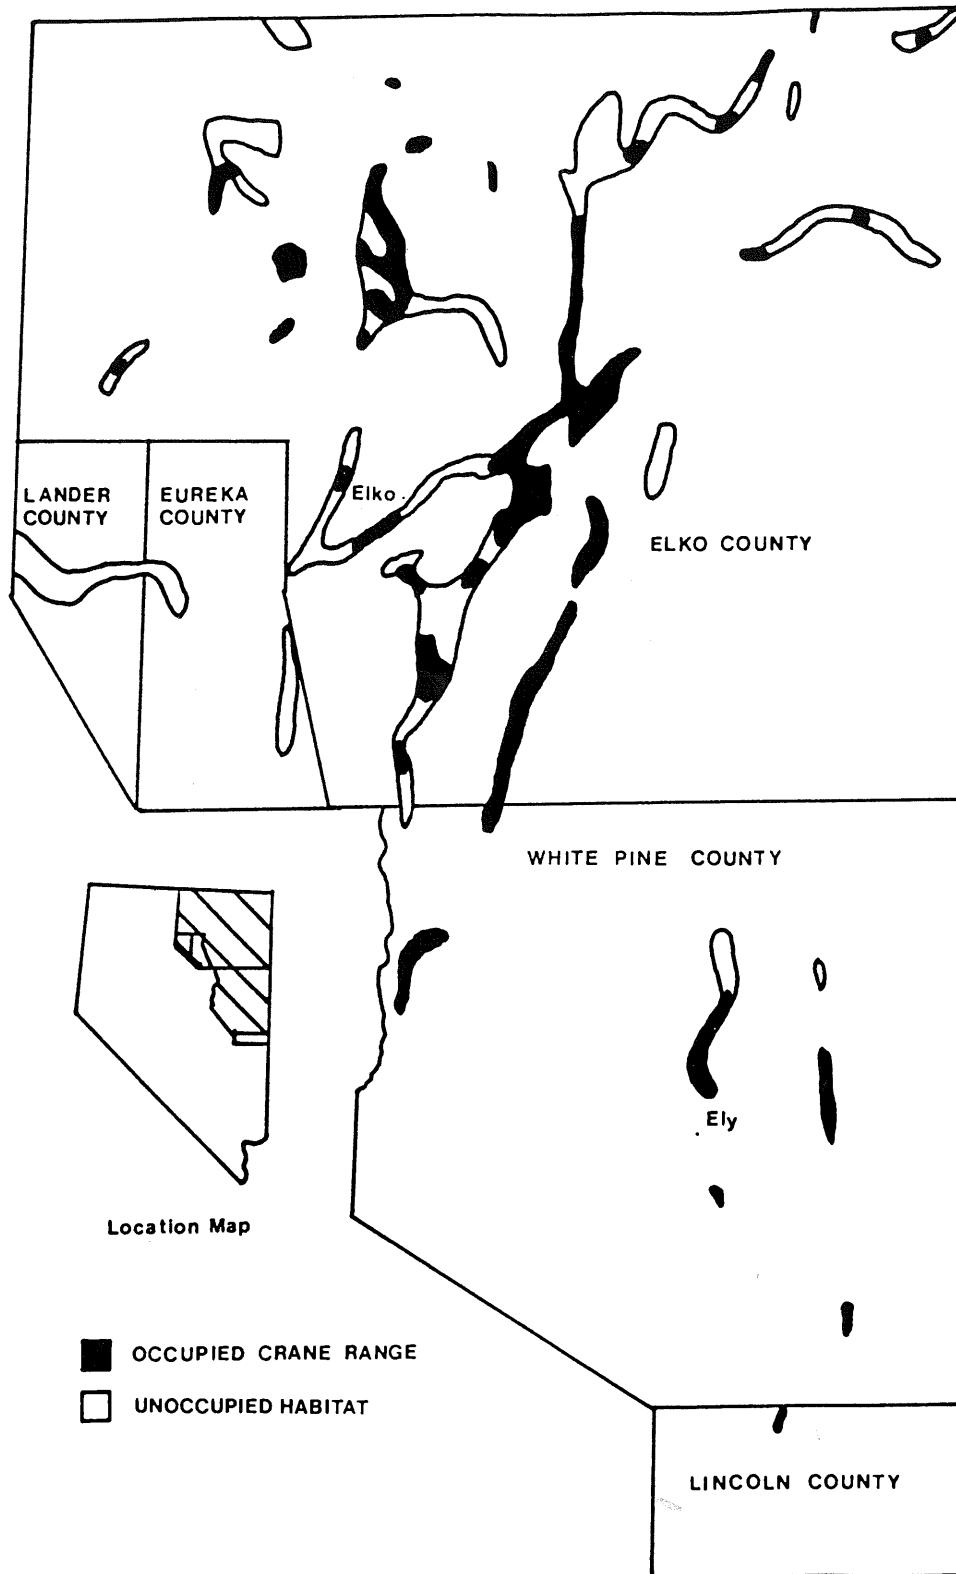 LANDER
COUNTY
EUREKA
COUNTY
Elko
ELKO COUNTY
WHITE PINE COUNTY
Ely
Location Map
OCCUPIED CRANE RANGE
UNOCCUPIED HABITAT
LINCOLN COUNTY